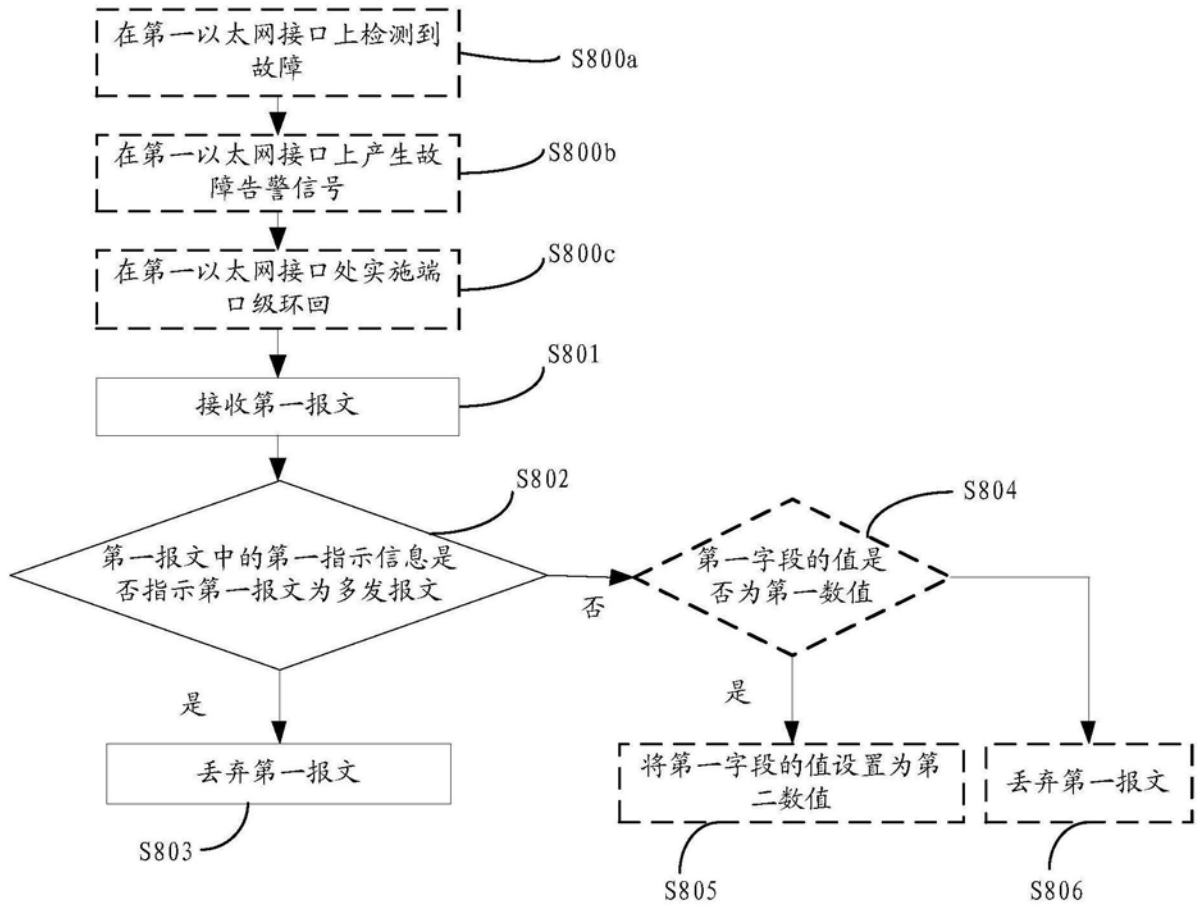 在第一以太网接口上检测到
故障
S800a
在第一以太网接口上产生故
障告警信号
S800b
在第一以太网接口处实施端
口级环回
S800c
接收第一报文
S801
第一报文中的第一指示信息是
否指示第一报文为多发报文
S802
否
第一字段的值是
否为第一数值
S804
是
丢弃第一报文
S803
是
将第一字段的值设置为第
二数值
S805
丢弃第一报文
S806